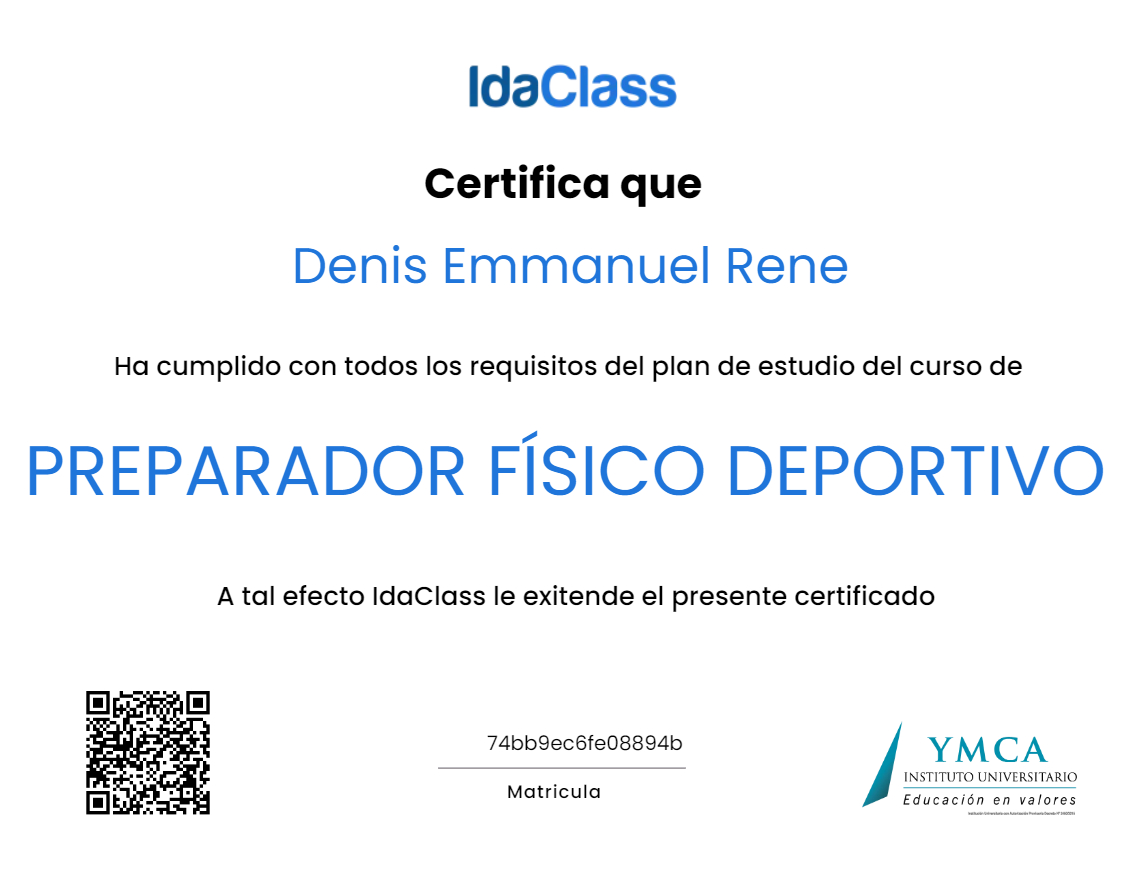 IdaClass
Certifica que
Denis Emmanuel Rene
Ha cumplido con todos los requisitos del plan de estudio del curso de
PREPARADOR FÍSICO DEPORTIVO
A tal efecto IdaClass le exitende el presente certificado
74bb9ec6fe08894b
Matricula
YMCA
INSTITUTO UNIVERSITARIO
Educación en valores